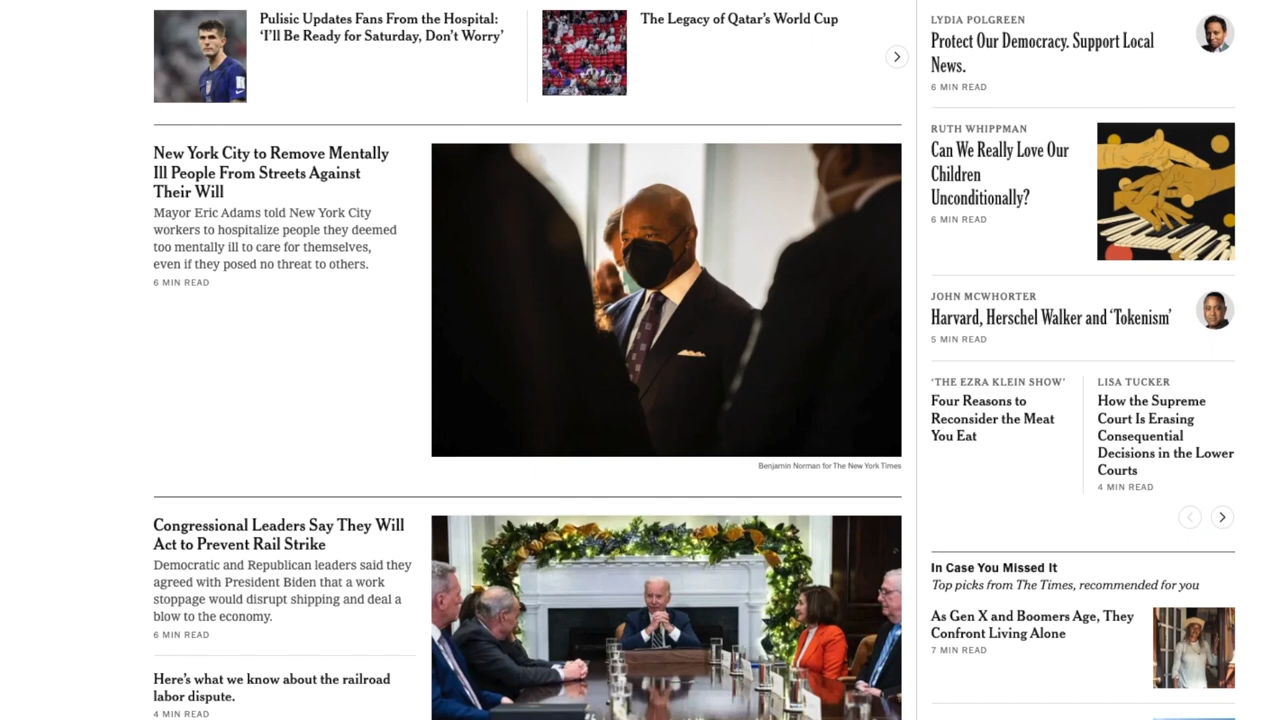 Pulisic Updates Fans From the Hospital:
‘I’ll Be Ready for Saturday, Don’t Worry’
The Legacy of Qatar’s World Cup
New York City to Remove Mentally
Ill People From Streets Against
Their Will
Mayor Eric Adams told New York City
workers to hospitalize people they deemed
too mentally ill to care for themselves,
even if they posed no threat to others.
6 MIN READ
Benjamin Norman for The New York Times
Congressional Leaders Say They Will
Act to Prevent Rail Strike
Democratic and Republican leaders said they
agreed with President Biden that a work
stoppage would disrupt shipping and deal a
blow to the economy.
6 MIN READ
Here’s what we know about the railroad
labor dispute.
4 MIN READ
LYDIA POLGREEN
Protect Our Democracy. Support Local
News.
6 MIN READ
RUTH WHIPPMAN
Can We Really Love Our
Children
Unconditionally?
6 MIN READ
JOHN MCWHORTER
Harvard, Herschel Walker and ‘Tokenism’
5 MIN READ
‘THE EZRA KLEIN SHOW’
Four Reasons to
Reconsider the Meat
You Eat
LISA TUCKER
How the Supreme
Court Is Erasing
Consequential
Decisions in the Lower
Courts
4 MIN READ
In Case You Missed It
Top picks from The Times, recommended for you
As Gen X and Boomers Age, They
Confront Living Alone
7 MIN READ